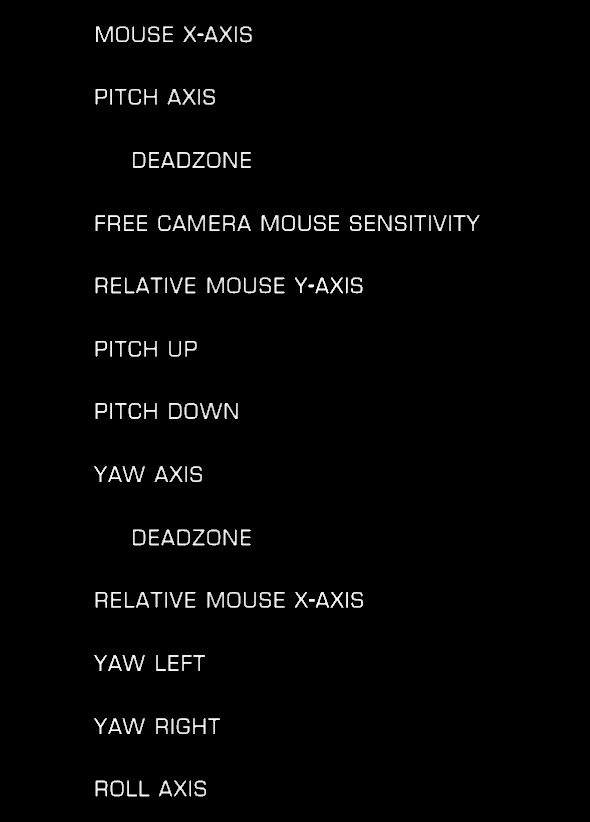 MOUSE X-AXIS
PITCH AXIS
DEADZONE
FREE CAMERA MOUSE SENSITIVITY
RELATIVE MOUSE Y-AXIS
PITCH UP
PITCH DOWN
YAW AXIS
DEADZONE
RELATIVE MOUSE X-AXIS
YAW LEFT
YAW RIGHT
ROLL AXIS